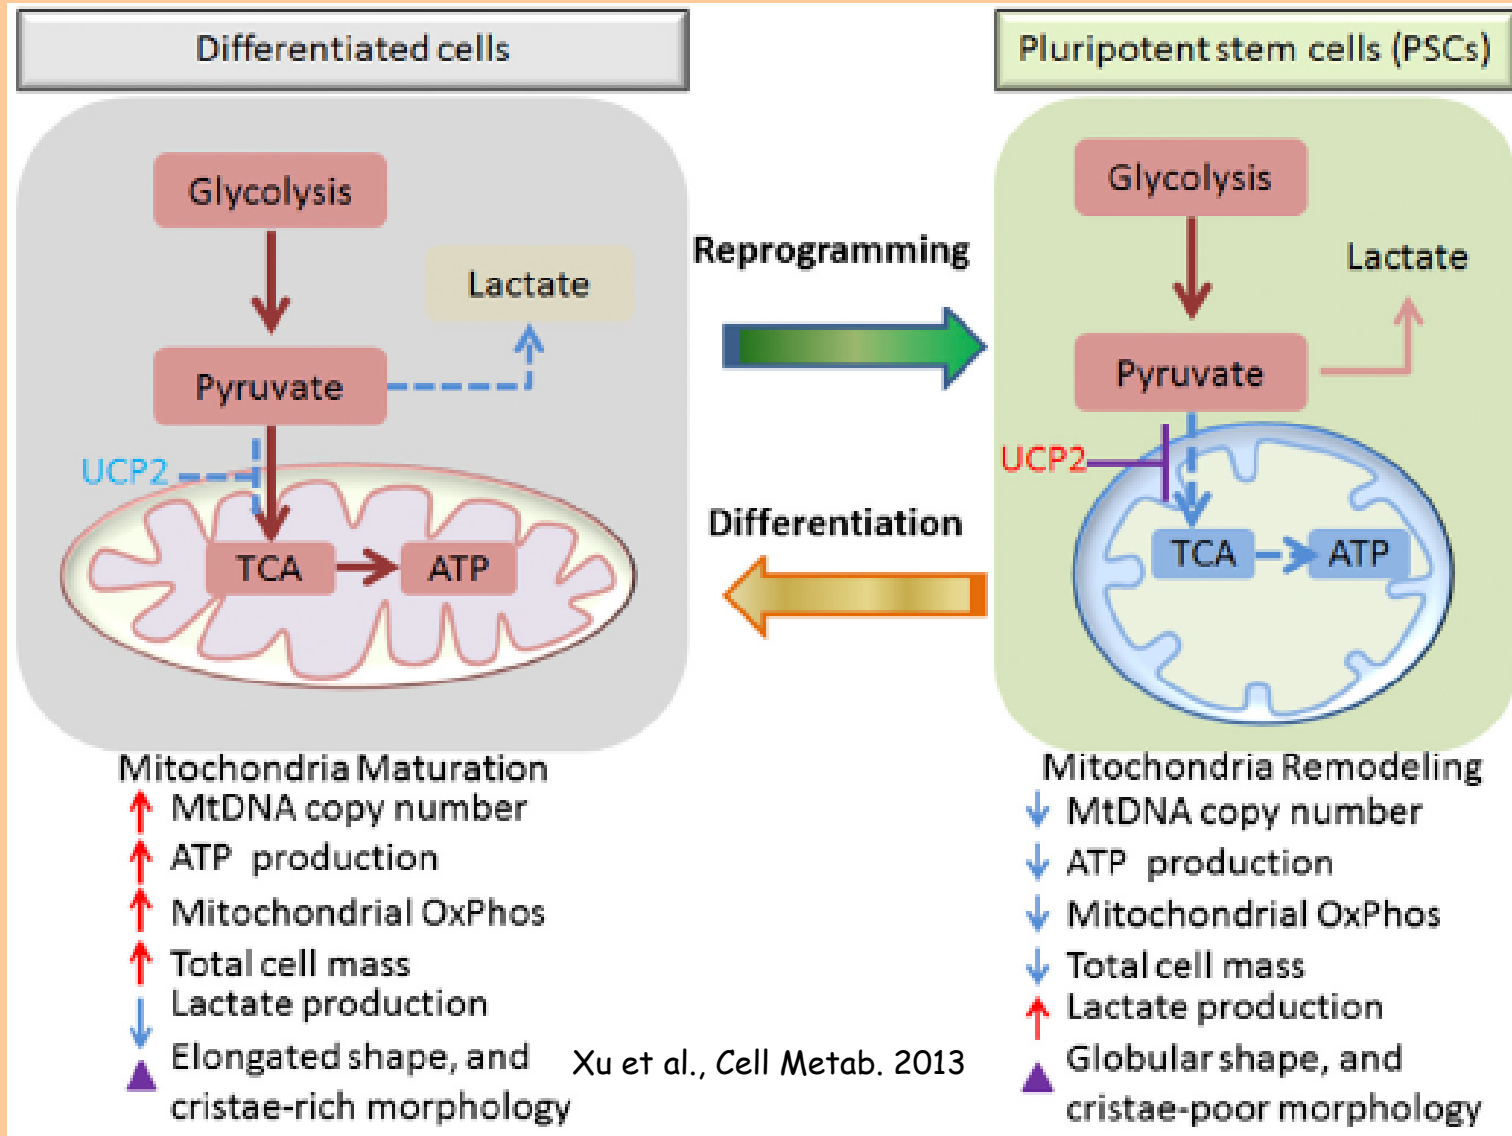 Differentiated cells
Glycolysis
Lactate
Pyruvate
UCP2
TCA
ATP
Mitochondria Maturation
MtDNA copy number
ATP production
Mitochondrial OxPhos
Total cell mass
Lactate production
Elongated shape, and
cristae-rich morphology
Reprogramming
Differentiation
Xu et al., Cell Metab. 2013
Pluripotent stem cells (PSCs)
Glycolysis
Lactate
Pyruvate
UCP2
TCA
ATP
Mitochondria Remodeling
MtDNA copy number
ATP production
Mitochondrial OxPhos
Total cell mass
Lactate production
Globular shape, and
cristae-poor morphology